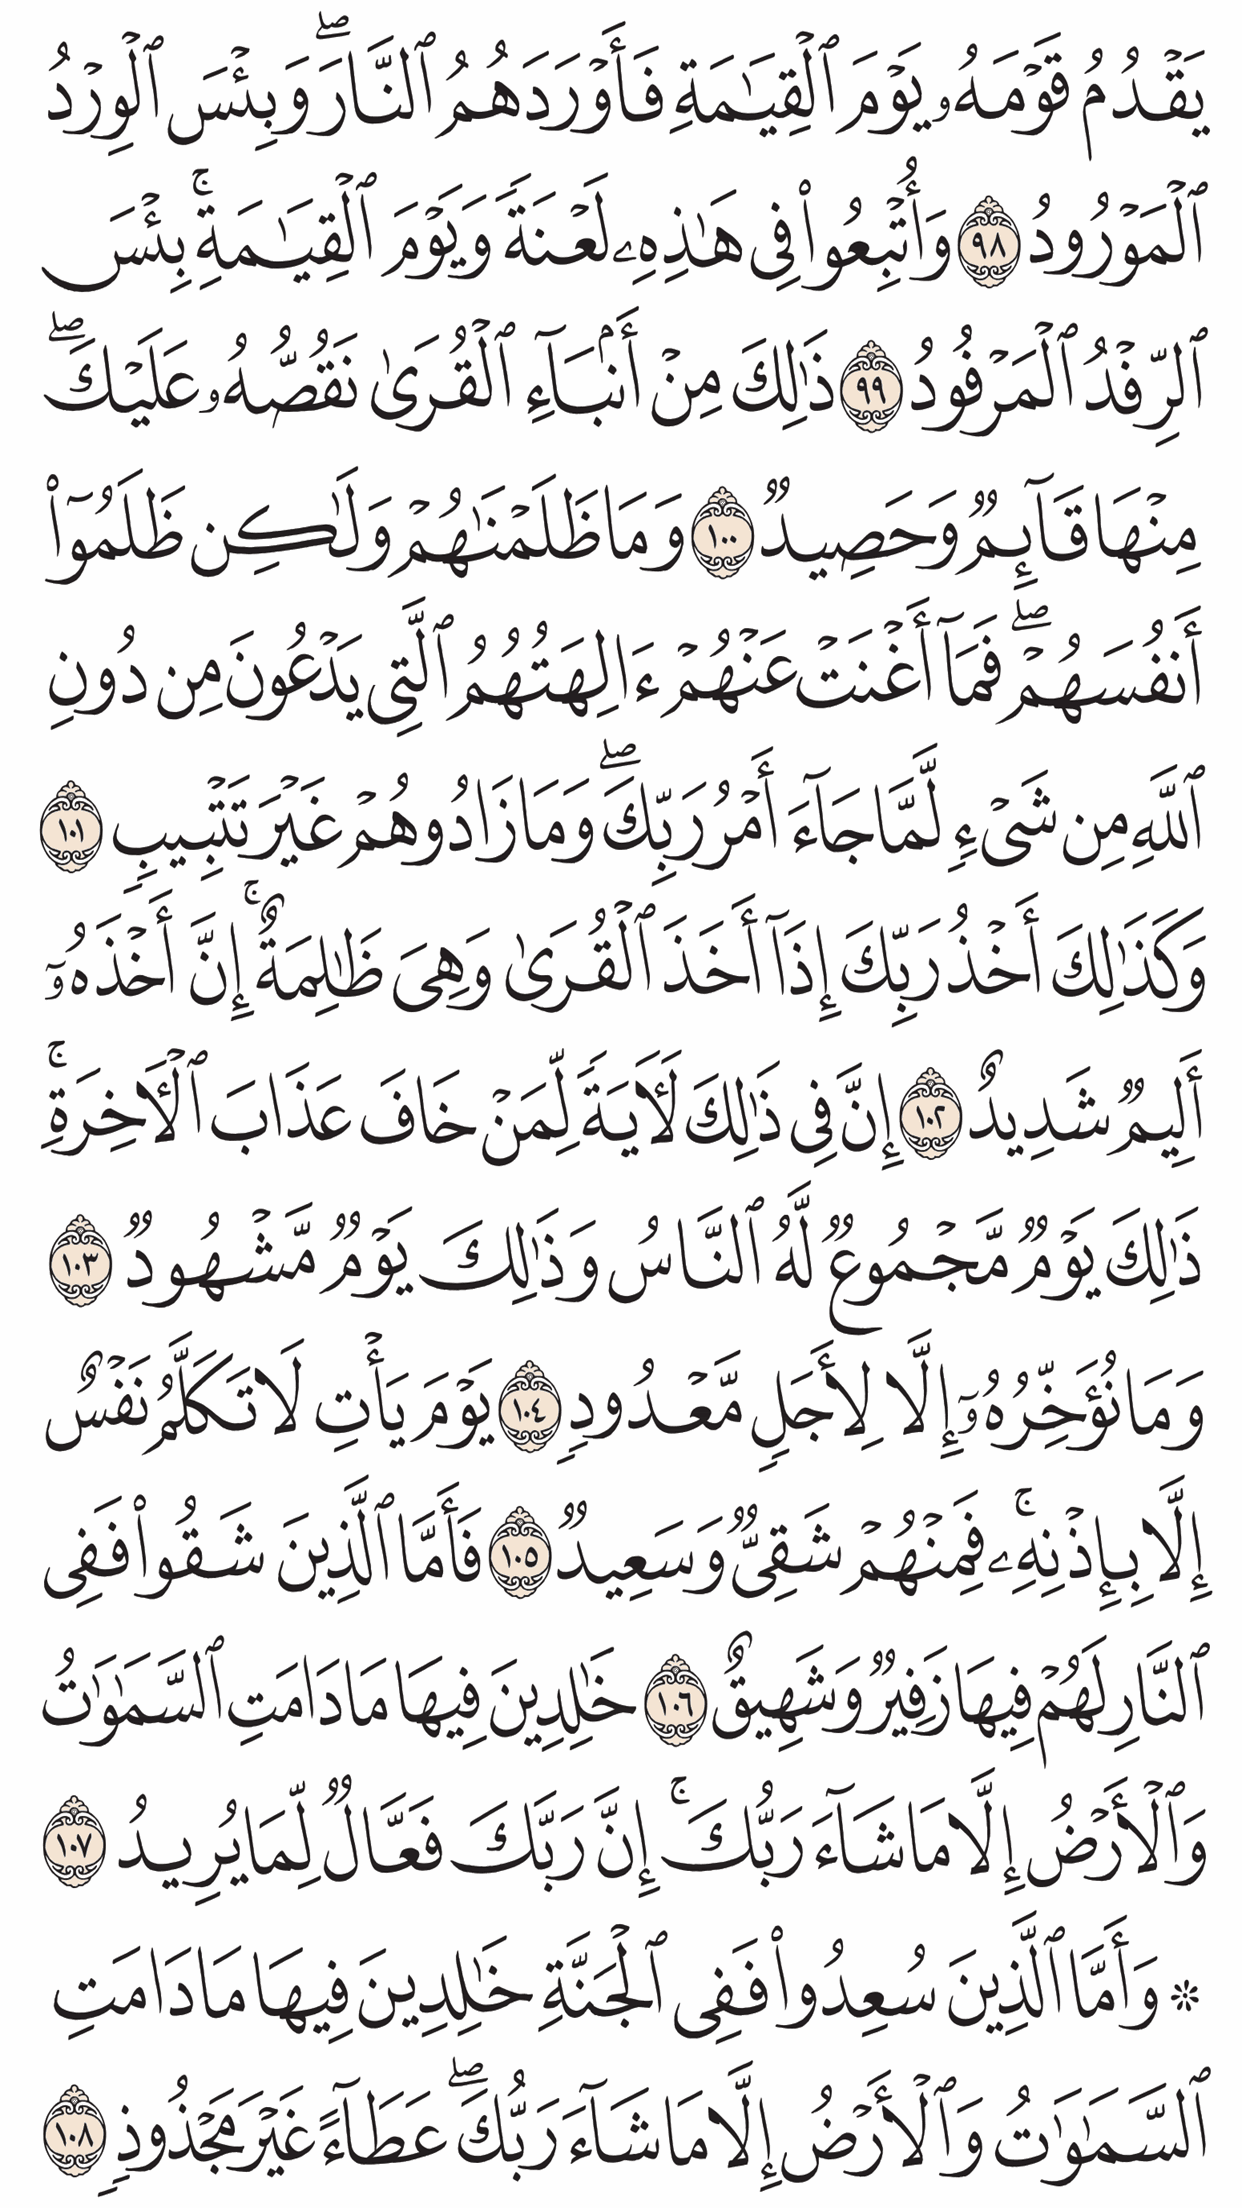 يَقۡدُمُ قَوۡمَهُۥ يَوۡمَ ٱلۡقِيَٰمَةِ فَأَوۡرَدَهُمُ ٱلنَّارَۖ وَبِئۡسَ ٱلۡوِرۡدُ
ٱلۡمَوۡرُودُ ٩٨ وَأُتۡبِعُواْ فِي هَٰذِهِۦ لَعۡنَةٗ وَيَوۡمَ ٱلۡقِيَٰمَةِۚ بِئۡسَ
ٱلرِّفۡدُ ٱلۡمَرۡفُودُ ٩٩ ذَٰلِكَ مِنۡ أَنۢبَآءِ ٱلۡقُرَىٰ نَقُصُّهُۥ عَلَيۡكَۖ
مِنۡهَا قَآئِمٞ وَحَصِيدٞ ١٠٠ وَمَا ظَلَمۡنَٰهُمۡ وَلَٰكِن ظَلَمُوٓاْ
أَنفُسَهُمۡۖ فَمَآ أَغۡنَتۡ عَنۡهُمۡ ءَالِهَتُهُمُ ٱلَّتِي يَدۡعُونَ مِن دُونِ
ٱللَّهِ مِن شَيۡءٖ لَّمَّا جَآءَ أَمۡرُ رَبِّكَۖ وَمَا زَادُوهُمۡ غَيۡرَ تَتۡبِيبٖ ١٠١
وَكَذَٰلِكَ أَخۡذُ رَبِّكَ إِذَآ أَخَذَ ٱلۡقُرَىٰ وَهِيَ ظَٰلِمَةٌۚ إِنَّ أَخۡذَهُۥٓ
أَلِيمٞ شَدِيدٌ ١٠٢ إِنَّ فِي ذَٰلِكَ لَأٓيَةٗ لِّمَنۡ خَافَ عَذَابَ ٱلۡأٓخِرَةِۚ
ذَٰلِكَ يَوۡمٞ مَّجۡمُوعٞ لَّهُ ٱلنَّاسُ وَذَٰلِكَ يَوۡمٞ مَّشۡهُودٞ ١٠٣
وَمَا نُؤَخِّرُهُۥٓ إِلَّا لِأَجَلٖ مَّعۡدُودٖ ١٠٤ يَوۡمَ يَأۡتِ لَا تَكَلَّمُ نَفۡسٌ
إِلَّا بِإِذۡنِهِۦۚ فَمِنۡهُمۡ شَقِيّٞ وَسَعِيدٞ ١٠٥ فَأَمَّا ٱلَّذِينَ شَقُواْ فَفِي
ٱلنَّارِ لَهُمۡ فِيهَا زَفِيرٞ وَشَهِيقٌ ١٠٦ خَٰلِدِينَ فِيهَا مَا دَامَتِ ٱلسَّمَٰوَٰتُ
وَٱلۡأَرۡضُ إِلَّا مَا شَآءَ رَبُّكَۚ إِنَّ رَبَّكَ فَعَّالٞ لِّمَا يُرِيدُ ١٠٧
۞ وَأَمَّا ٱلَّذِينَ سُعِدُواْ فَفِي ٱلۡجَنَّةِ خَٰلِدِينَ فِيهَا مَا دَامَتِ
ٱلسَّمَٰوَٰتُ وَٱلۡأَرۡضُ إِلَّا مَا شَآءَ رَبُّكَۖ عَطَآءً غَيۡرَ مَجۡذُوذٖ ١٠٨